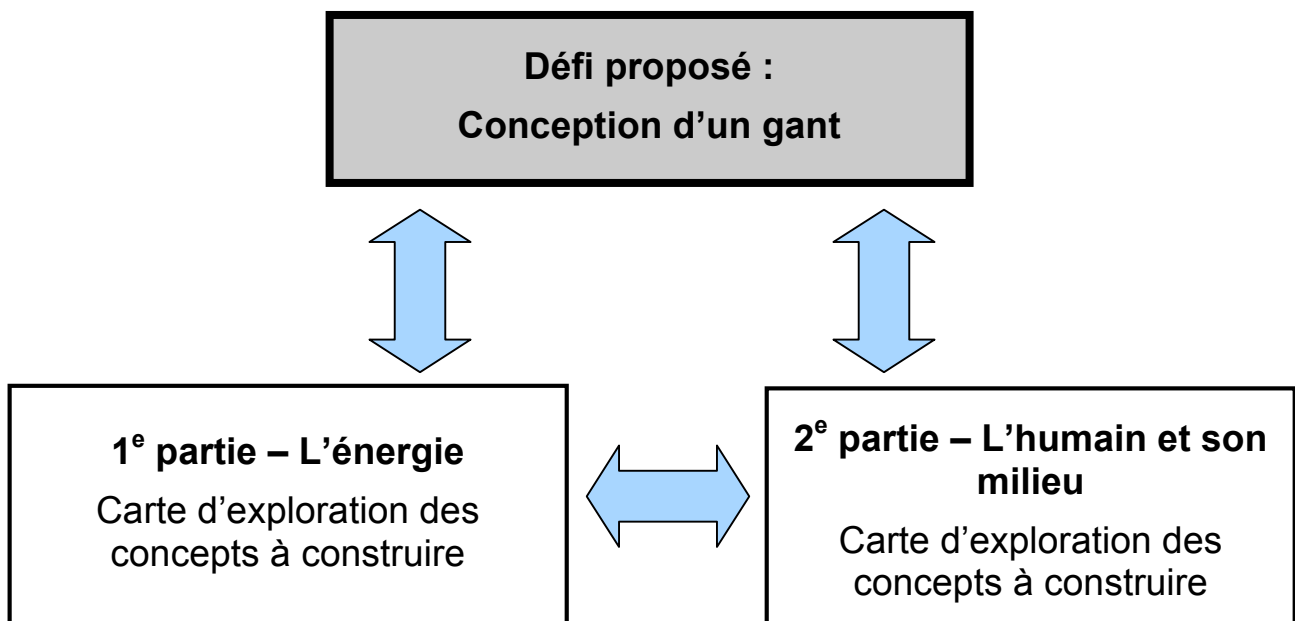 Défi proposé :
Conception d'un gant
1e partie – L'énergie
Carte d'exploration des
concepts à construire
2e partie – L'humain et son
milieu
Carte d'exploration des
concepts à construire